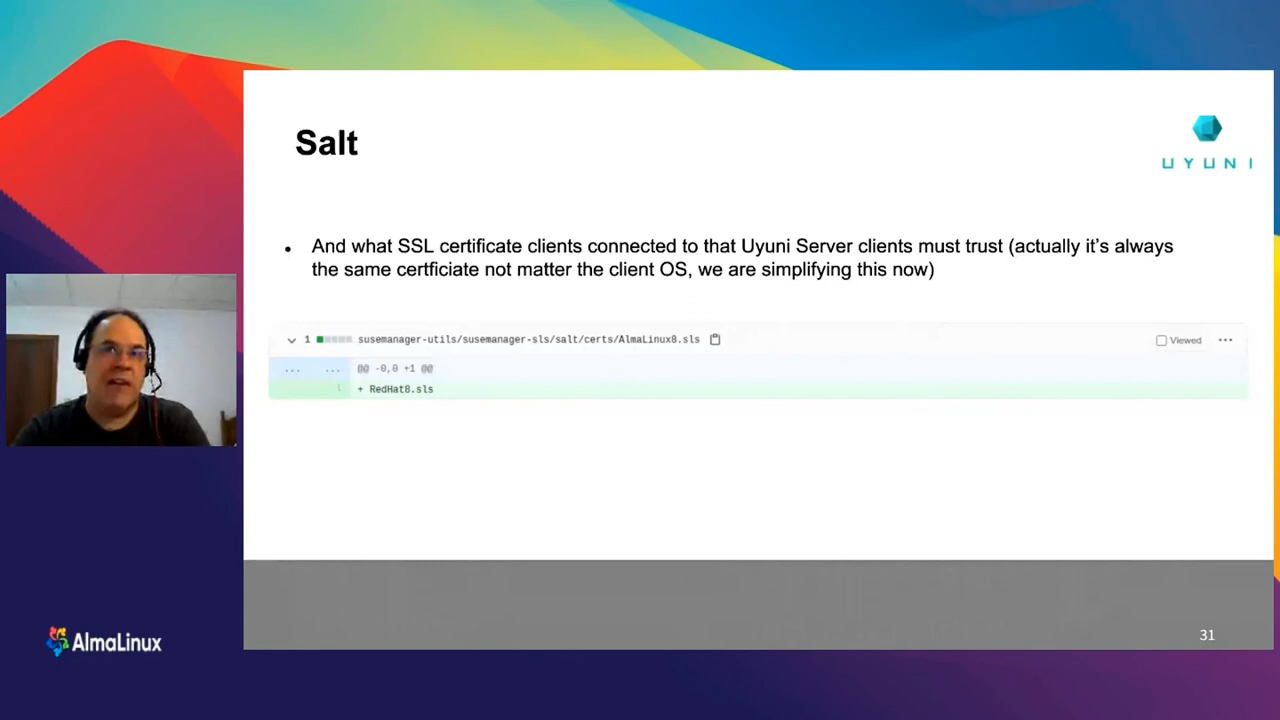 Salt
UYUNI
• And what SSL certificate clients connected to that Uyuni Server clients must trust (actually it's always
the same certficiate not matter the client OS, we are simplifying this now)
1 susemanager-utils/susemanager-sls/salt/certs/AlmaLinux8.sls Viewed ...
... ... @@ -0,0 +1 @@
1 + RedHat8.sls
31
AlmaLinux